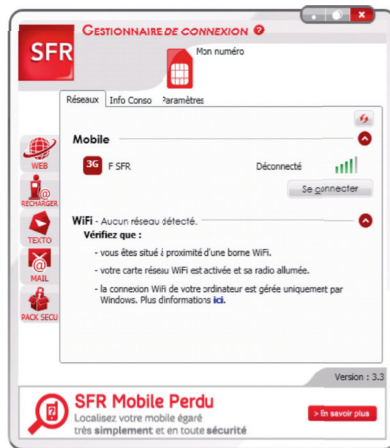 SFR
GESTIONNAIRE DE CONNEXION ?
Mon numéro
Réseaux Info Conso Paramètres
Mobile
3G F SFR Déconnecté
Se connecter
WiFi - Aucun réseau détecté.
Vérifiez que :
- vous êtes situé à proximité d'une borne WiFi.
- votre carte réseau WiFi est activée et sa radio allumée.
- la connexion WiFi de votre ordinateur est gérée uniquement par
Windows. Plus d'informations ici.
WEB
RECHARGER
TEXTO
MAIL
PACK SECU
Version : 3.3
SFR Mobile Perdu
Localisez votre mobile égaré
très simplement et en toute sécurité
> En savoir plus